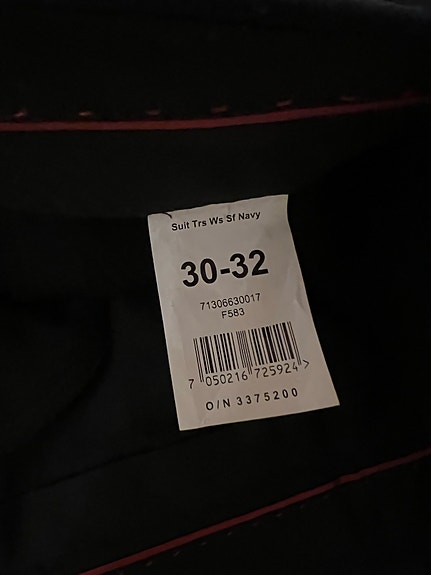 Suit Trs Ws Sf Navy
30-32
71306630017
F583
7 050216 725924 >
O/N 3375200